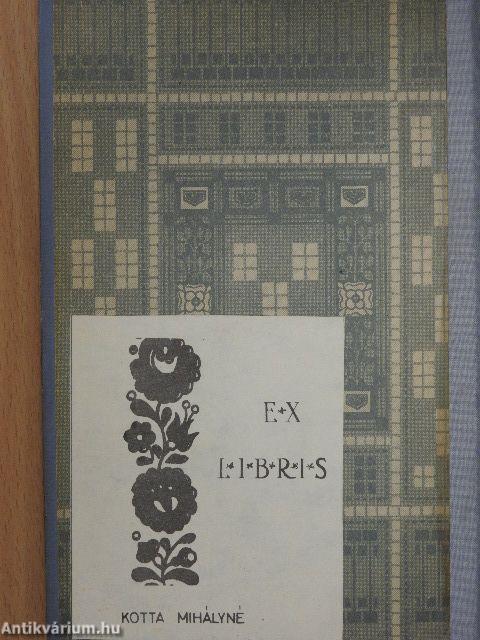 E*X
L*I*B*R*I*S
KOTTA MIHÁLYNÉ
Antikvárium.hu